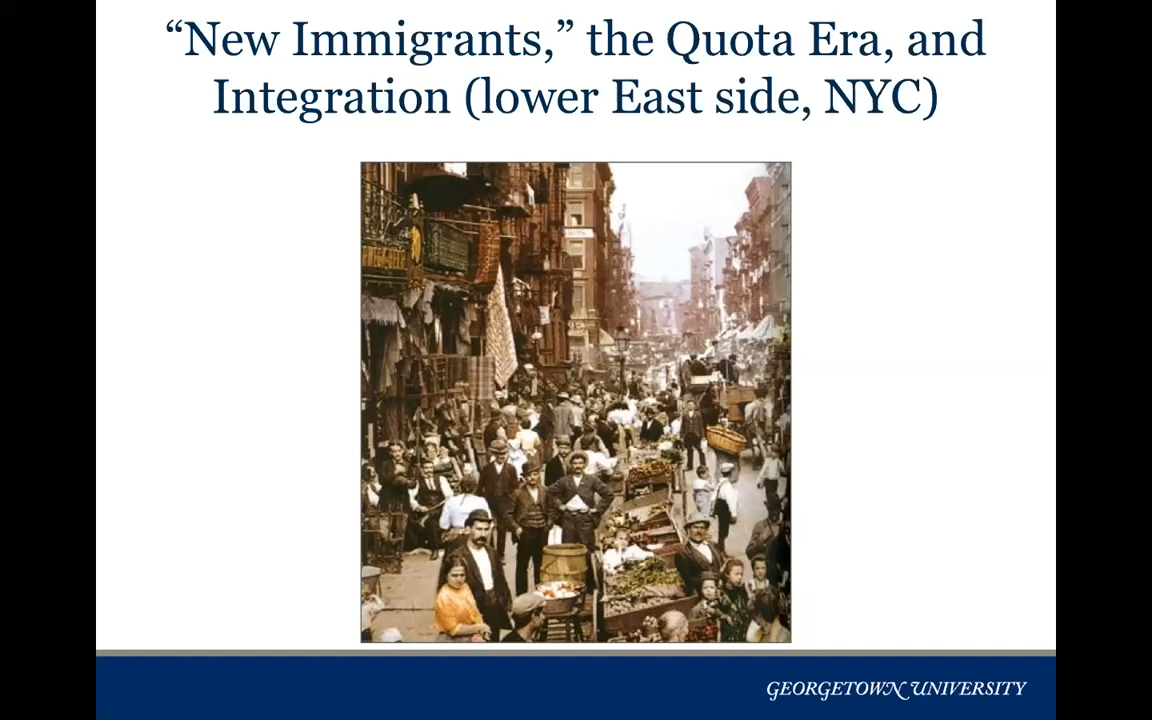 “New Immigrants,” the Quota Era, and
Integration (lower East side, NYC)
GEORGETOWN UNIVERSITY